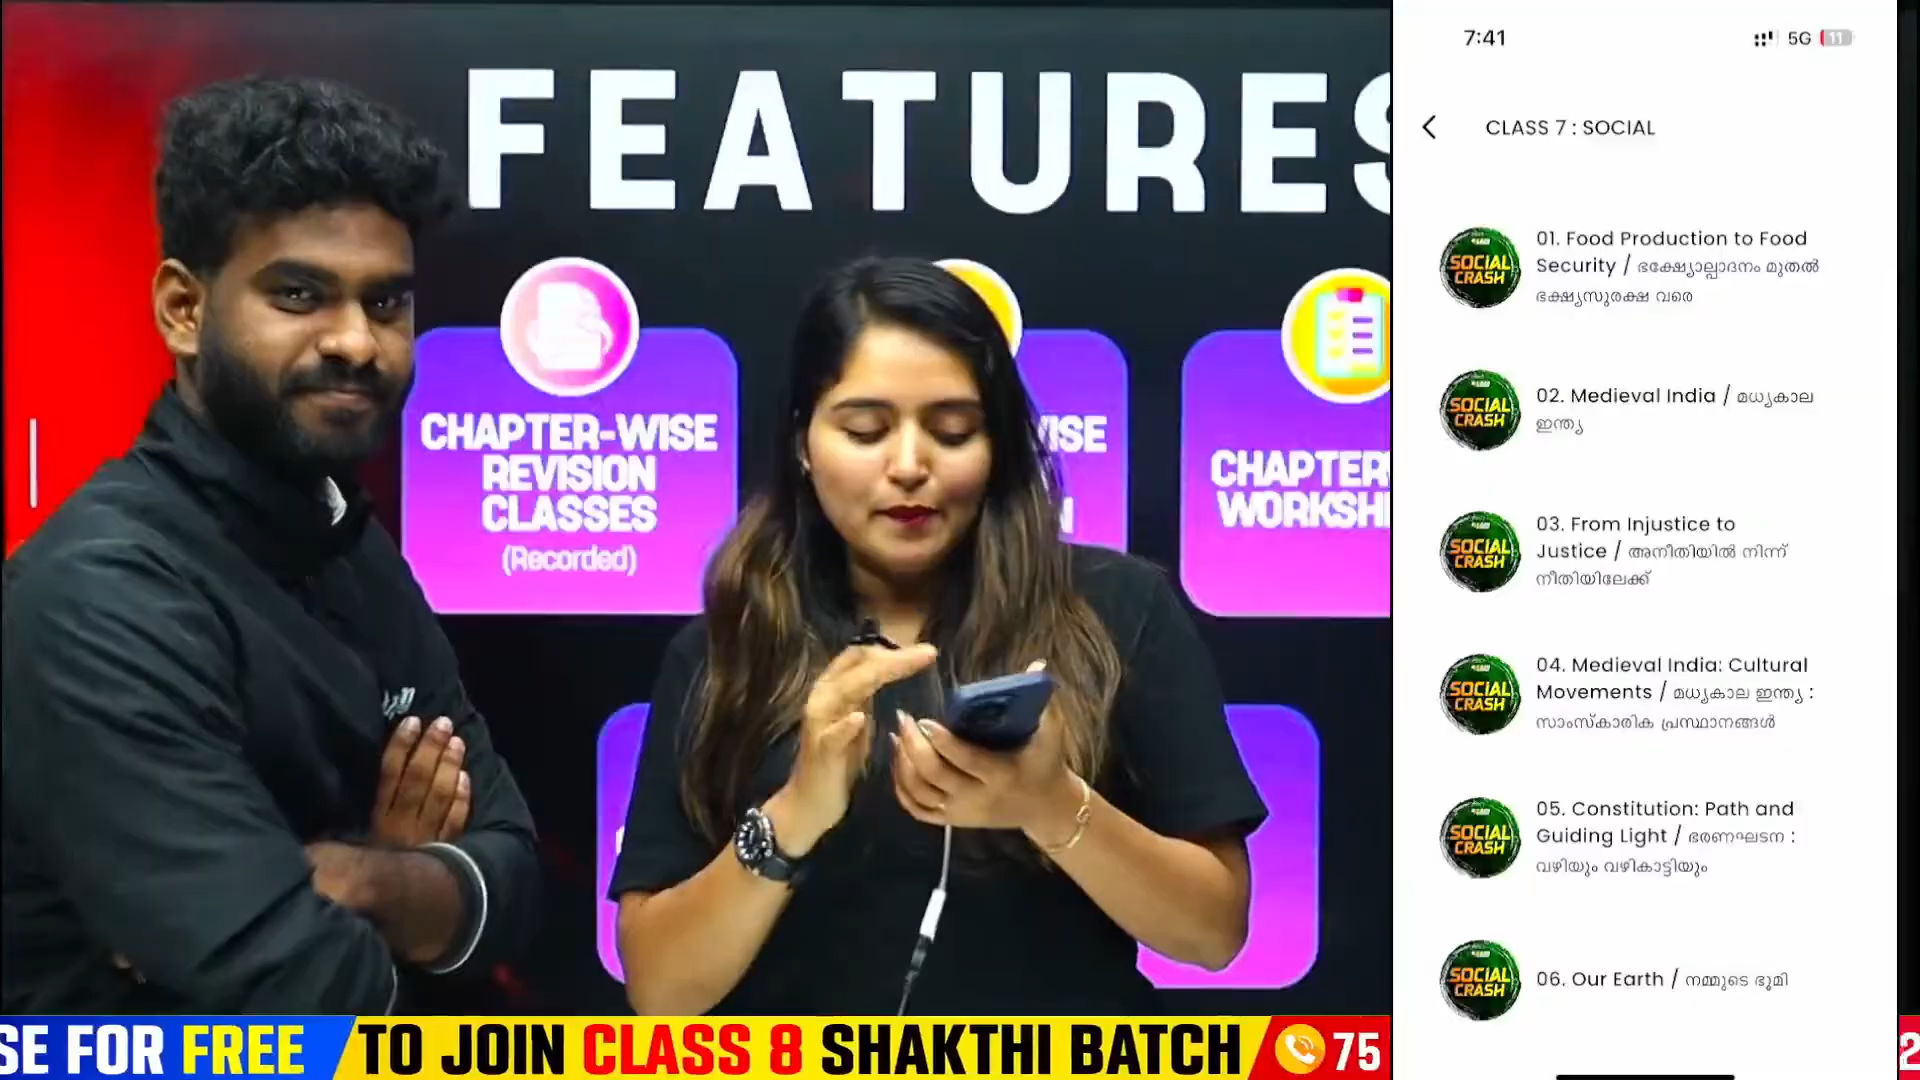 FEATURES
CHAPTER-WISE
REVISION
CLASSES
(Recorded)
CHAPTER
7:41
5G 11
CLASS 7 : SOCIAL
SOCIAL
CRASH
01. Food Production to Food
Security / ഭക്ഷ്യോല്പാദനം മുതൽ
ഭക്ഷ്യസുരക്ഷ വരെ
SOCIAL
CRASH
02. Medieval India / മധ്യകാല
ഇന്ത്യ
SOCIAL
CRASH
03. From Injustice to
Justice / അനീതിയിൽ നിന്ന്
നീതിയിലേക്ക്
SOCIAL
CRASH
04. Medieval India: Cultural
Movements / മധ്യകാല ഇന്ത്യ :
സാംസ്കാരിക പ്രസ്ഥാനങ്ങൾ
SOCIAL
CRASH
05. Constitution: Path and
Guiding Light / ഭരണഘടന :
വഴിയും വഴികാട്ടിയും
SOCIAL
CRASH
06. Our Earth / നമ്മുടെ ഭൂമി
SE FOR FREE TO JOIN CLASS 8 SHAKTHI BATCH 75 2